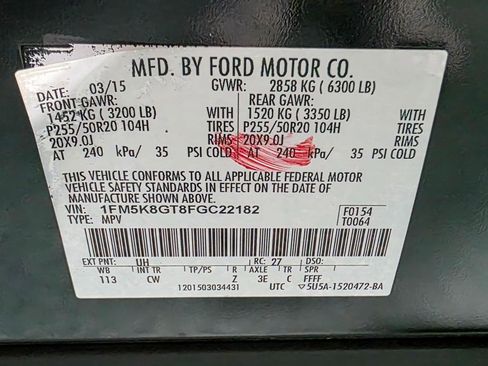 MFD. BY FORD MOTOR CO.
DATE: 03/15 GVWR: 2858 KG ( 6300 LB)
FRONT GAWR: REAR GAWR:
1452 KG ( 3200 LB) 1520 KG ( 3350 LB)
P255/50R20 104H TIRES P255/50R20 104H TIRES
20X9.0J RIMS 20X9.0J RIMS
AT 240 kPa/ 35 PSI COLD AT 240 kPa/ 35 PSI COLD
THIS VEHICLE CONFORMS TO ALL APPLICABLE FEDERAL MOTOR
VEHICLE SAFETY STANDARDS IN EFFECT ON THE DATE OF
MANUFACTURE SHOWN ABOVE.
VIN: 1FM5K8GT8FGC22182 F0154
TYPE: MPV T0064
EXT PNT: UH RC: 27 DSO:
WB INT TR TP/PS R AXLE TR SPR
113 CW Z 3E C FFFF
1201503034431 UTC ▽5U5A-1520472-BA